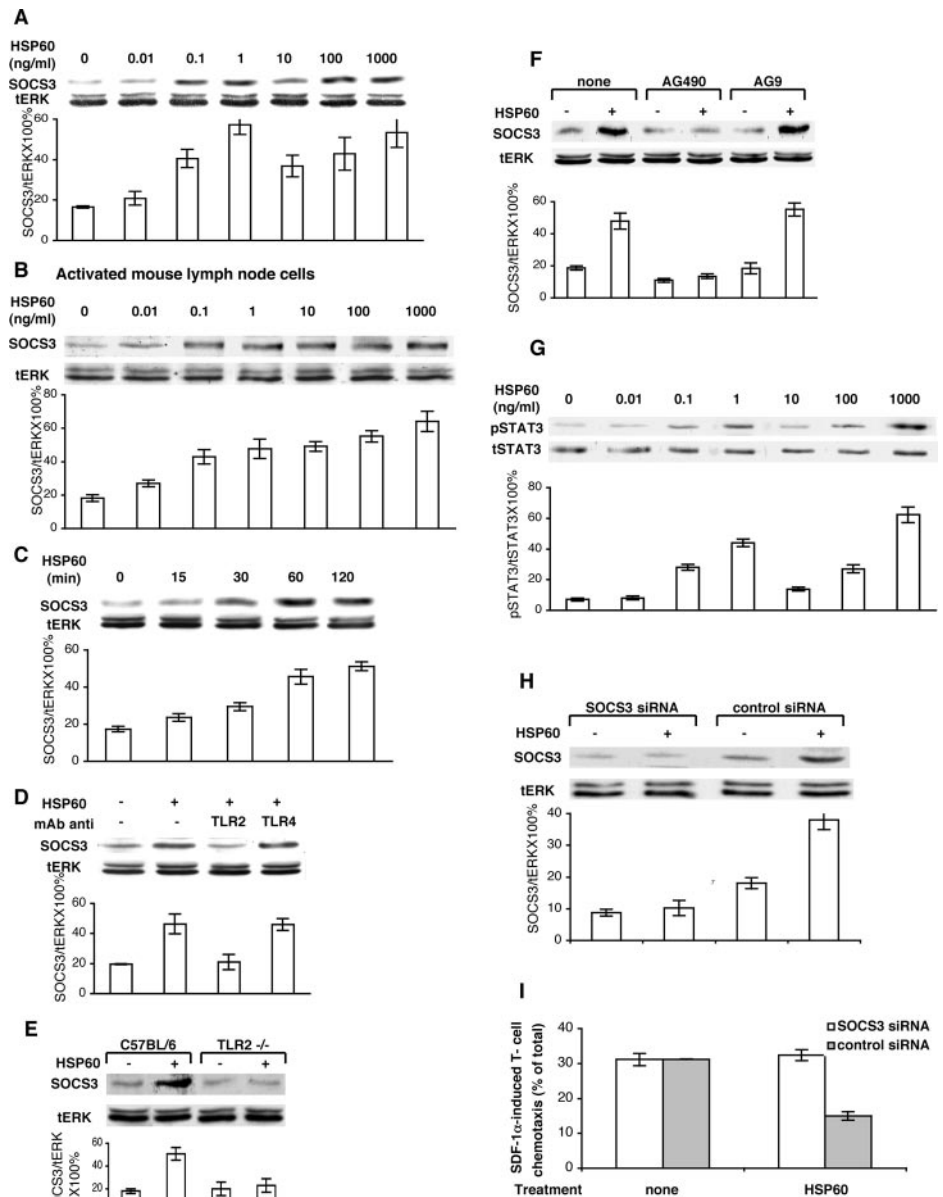 A
HSP60
(ng/ml)
0 0.01 0.1 1 10 100 1000
SOCS3
tERK
SOCS3/tERKX100%
60
40
20
0
B Activated mouse lymph node cells
HSP60
(ng/ml)
0 0.01 0.1 1 10 100 1000
SOCS3
tERK
SOCS3/tERKX100%
80
60
40
20
0
C
HSP60
(min)
0 15 30 60 120
SOCS3
tERK
SOCS3/tERKX100%
60
40
20
0
D
HSP60 - + + +
mAb anti - - TLR2 TLR4
SOCS3
tERK
SOCS3/tERKX100%
60
40
20
0
E
C57BL/6 TLR2 -/-
HSP60 - + - +
SOCS3
tERK
60
40
20
F
none AG490 AG9
HSP60 - + - + - +
SOCS3
tERK
SOCS3/tERKX100%
60
40
20
0
G
HSP60
(ng/ml)
0 0.01 0.1 1 10 100 1000
pSTAT3
tSTAT3
pSTAT3/tSTAT3X100%
80
60
40
20
0
H
SOCS3 siRNA control siRNA
HSP60 - + - +
SOCS3
tERK
SOCS3/tERKX100%
40
30
20
10
0
I
SOCS3 siRNA
control siRNA
SDF-1α-induced T- cell
chemotaxis (% of total)
40
30
20
10
0
Treatment none HSP60